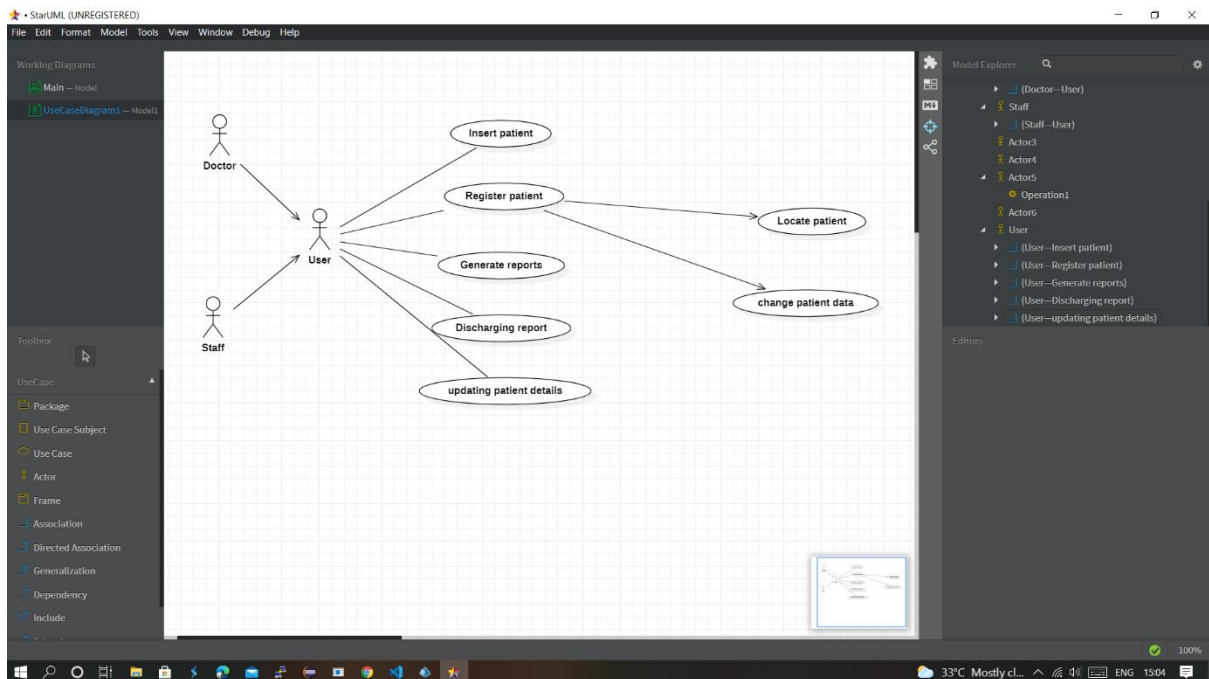 • StarUML (UNREGISTERED)
File Edit Format Model Tools View Window Debug Help
Working Diagrams
Main — Model
UseCaseDiagram1 — Model1
Toolbox
UseCase
Package
Use Case Subject
Use Case
Actor
Frame
Association
Directed Association
Generalization
Dependency
Include
Doctor
User
Staff
Insert patient
Register patient
Generate reports
Discharging report
updating patient details
Locate patient
change patient data
M↓
Model Explorer
(Doctor—User)
Staff
(Staff—User)
Actor3
Actor4
Actor5
Operation1
Actor6
User
(User—Insert patient)
(User—Register patient)
(User—Generate reports)
(User—Discharging report)
(User—updating patient details)
Editors
100%
33°C Mostly cl... ENG 15:04